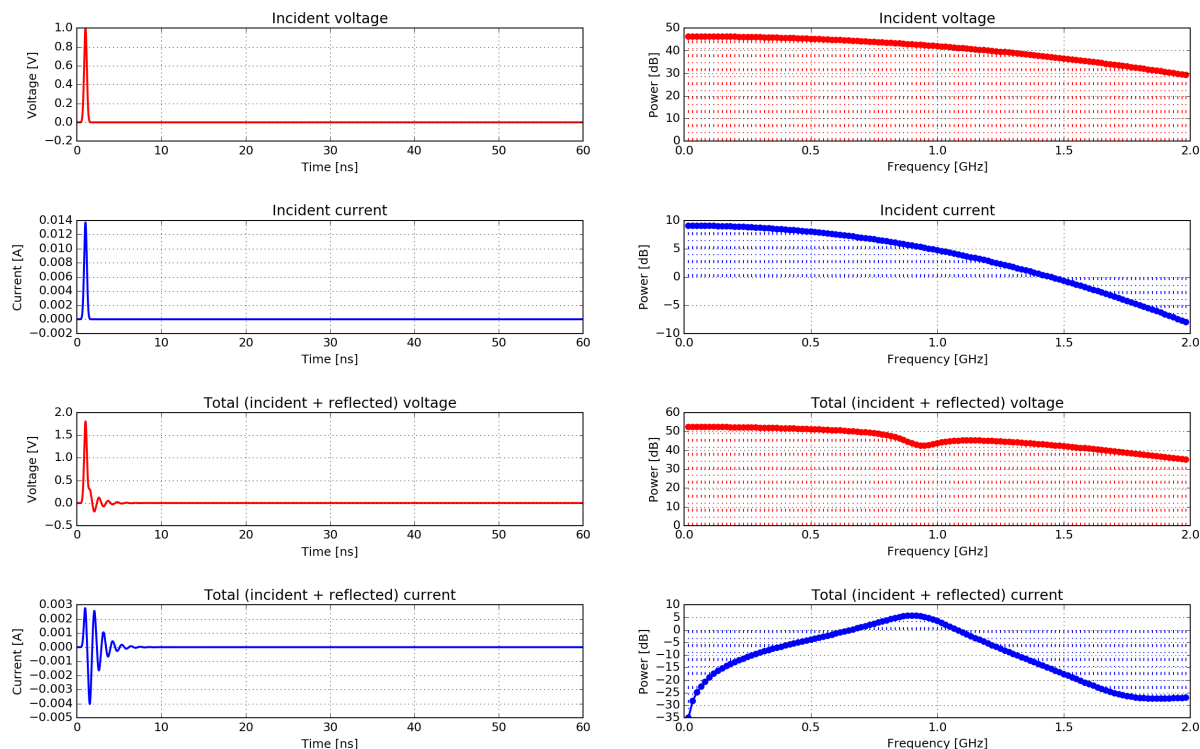 Incident voltage
Voltage [V]
1.0
0.8
0.6
0.4
0.2
0.0
−0.2
0 10 20 30 40 50 60
Time [ns]
Incident voltage
Power [dB]
50
40
30
20
10
0
0.0 0.5 1.0 1.5 2.0
Frequency [GHz]
Incident current
Current [A]
0.014
0.012
0.010
0.008
0.006
0.004
0.002
0.000
−0.002
0 10 20 30 40 50 60
Time [ns]
Incident current
Power [dB]
10
5
0
−5
−10
0.0 0.5 1.0 1.5 2.0
Frequency [GHz]
Total (incident + reflected) voltage
Voltage [V]
2.0
1.5
1.0
0.5
0.0
−0.5
0 10 20 30 40 50 60
Time [ns]
Total (incident + reflected) voltage
Power [dB]
60
50
40
30
20
10
0
0.0 0.5 1.0 1.5 2.0
Frequency [GHz]
Total (incident + reflected) current
Current [A]
0.003
0.002
0.001
0.000
−0.001
−0.002
−0.003
−0.004
−0.005
0 10 20 30 40 50 60
Time [ns]
Total (incident + reflected) current
Power [dB]
10
5
0
−5
−10
−15
−20
−25
−30
−35
0.0 0.5 1.0 1.5 2.0
Frequency [GHz]